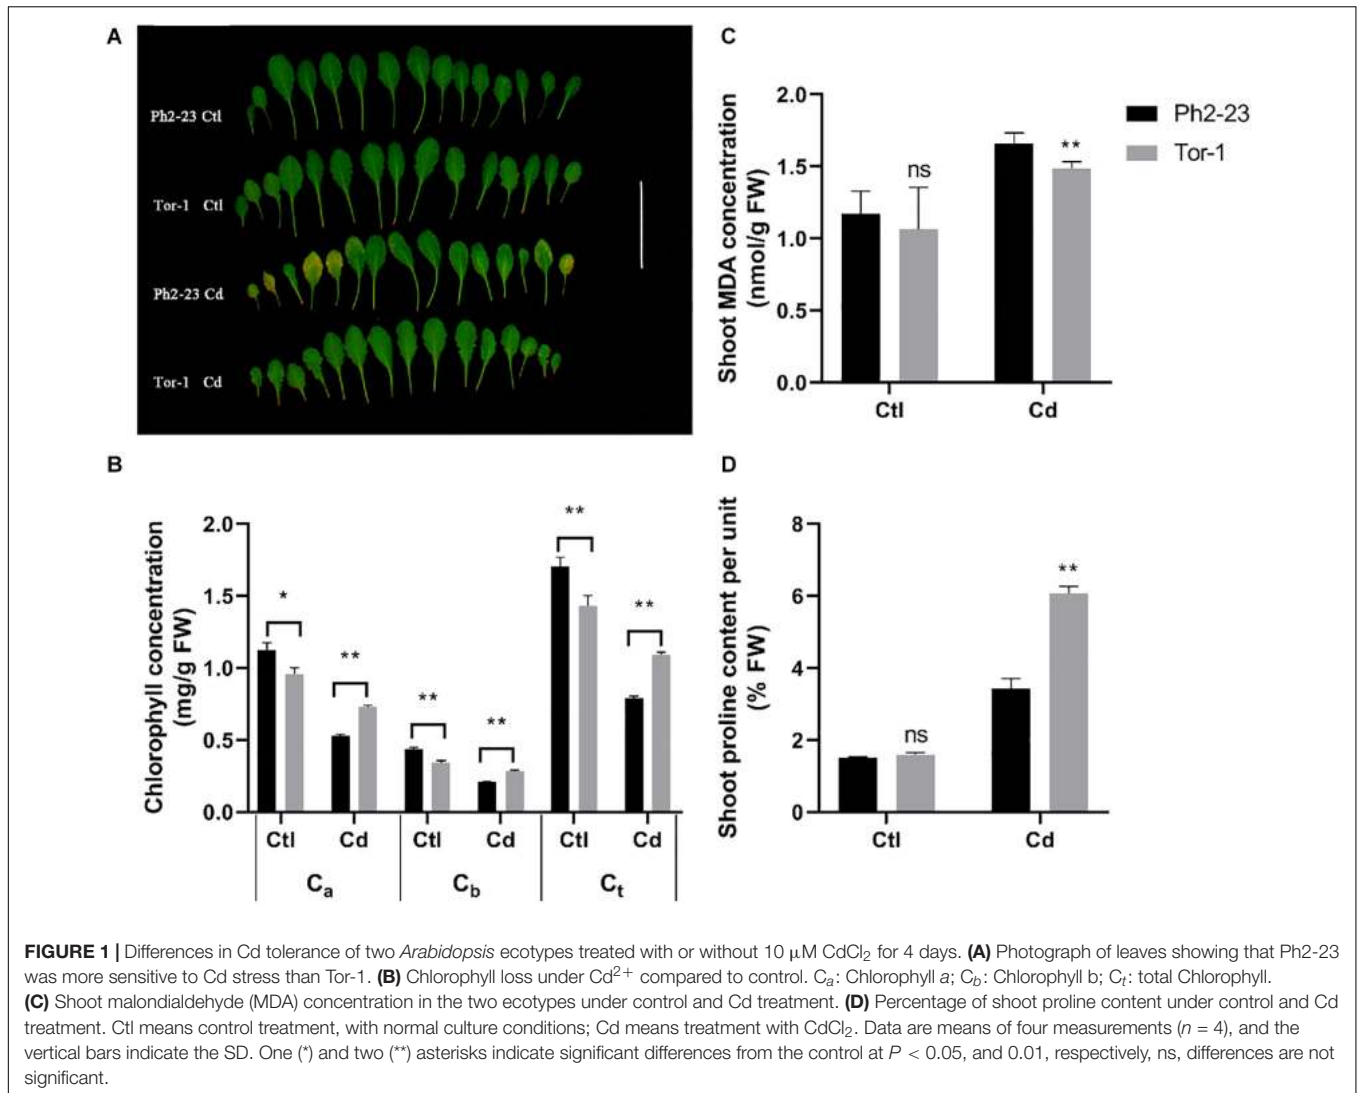 A
Ph2-23 Ctl
Tor-1 Ctl
Ph2-23 Cd
Tor-1 Cd
B
Chlorophyll concentration
(mg/g FW)
2.0
1.5
1.0
0.5
0.0
*
**
**
**
**
**
Ctl Cd Ctl Cd Ctl Cd
Ca Cb Ct
C
Shoot MDA concentration
(nmol/g FW)
2.0
1.5
1.0
0.5
0.0
ns
**
Ctl Cd
Ph2-23
Tor-1
D
Shoot proline content per unit
(% FW)
8
6
4
2
0
ns
**
Ctl Cd
FIGURE 1 | Differences in Cd tolerance of two Arabidopsis ecotypes treated with or without 10 μM CdCl₂ for 4 days. (A) Photograph of leaves showing that Ph2-23
was more sensitive to Cd stress than Tor-1. (B) Chlorophyll loss under Cd²⁺ compared to control. Ca: Chlorophyll a; Cb: Chlorophyll b; Ct: total Chlorophyll.
(C) Shoot malondialdehyde (MDA) concentration in the two ecotypes under control and Cd treatment. (D) Percentage of shoot proline content under control and Cd
treatment. Ctl means control treatment, with normal culture conditions; Cd means treatment with CdCl₂. Data are means of four measurements (n = 4), and the
vertical bars indicate the SD. One (*) and two (**) asterisks indicate significant differences from the control at P < 0.05, and 0.01, respectively, ns, differences are not
significant.